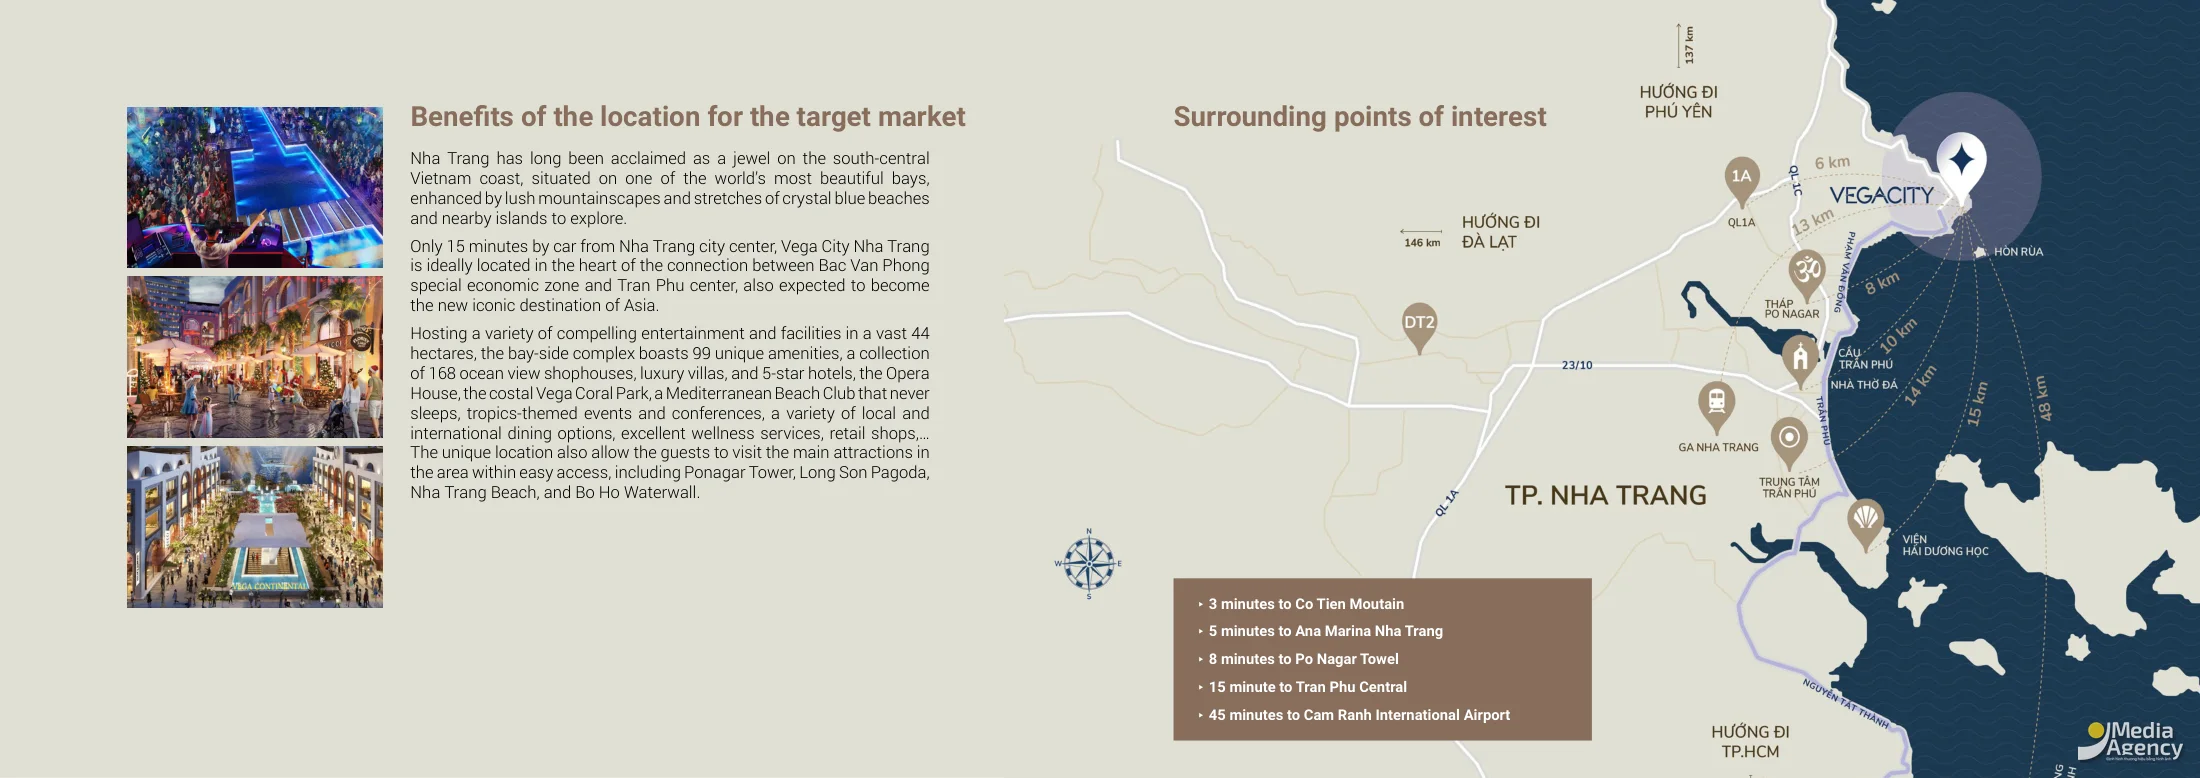 Benefits of the location for the target market
Nha Trang has long been acclaimed as a jewel on the south-central
Vietnam coast, situated on one of the world's most beautiful bays,
enhanced by lush mountainscapes and stretches of crystal blue beaches
and nearby islands to explore.
Only 15 minutes by car from Nha Trang city center, Vega City Nha Trang
is ideally located in the heart of the connection between Bac Van Phong
special economic zone and Tran Phu center, also expected to become
the new iconic destination of Asia.
Hosting a variety of compelling entertainment and facilities in a vast 44
hectares, the bay-side complex boasts 99 unique amenities, a collection
of 168 ocean view shophouses, luxury villas, and 5-star hotels, the Opera
House, the costal Vega Coral Park, a Mediterranean Beach Club that never
sleeps, tropics-themed events and conferences, a variety of local and
international dining options, excellent wellness services, retail shops,...
The unique location also allow the guests to visit the main attractions in
the area within easy access, including Ponagar Tower, Long Son Pagoda,
Nha Trang Beach, and Bo Ho Waterwall.
VEGA CONTINENTAL
Surrounding points of interest
137 km
HƯỚNG ĐI
PHÚ YÊN
146 km
HƯỚNG ĐI
ĐÀ LẠT
1A
QL1A
QL 1C
6 km
VEGACITY
13 km
PHẠM VĂN ĐỒNG
HÒN RÙA
8 km
THÁP
PO NAGAR
DT2
10 km
CẦU
TRẦN PHÚ
23/10
NHÀ THỜ ĐÁ
14 km
15 km
48 km
TRẦN PHÚ
GA NHA TRANG
TRUNG TÂM
TRẦN PHÚ
TP. NHA TRANG
QL 1A
VIỆN
HẢI DƯƠNG HỌC
N
W
E
S
‣ 3 minutes to Co Tien Moutain
‣ 5 minutes to Ana Marina Nha Trang
‣ 8 minutes to Po Nagar Towel
‣ 15 minute to Tran Phu Central
‣ 45 minutes to Cam Ranh International Airport
NGUYỄN TẤT THÀNH
HƯỚNG ĐI
TP.HCM
Media
Agency